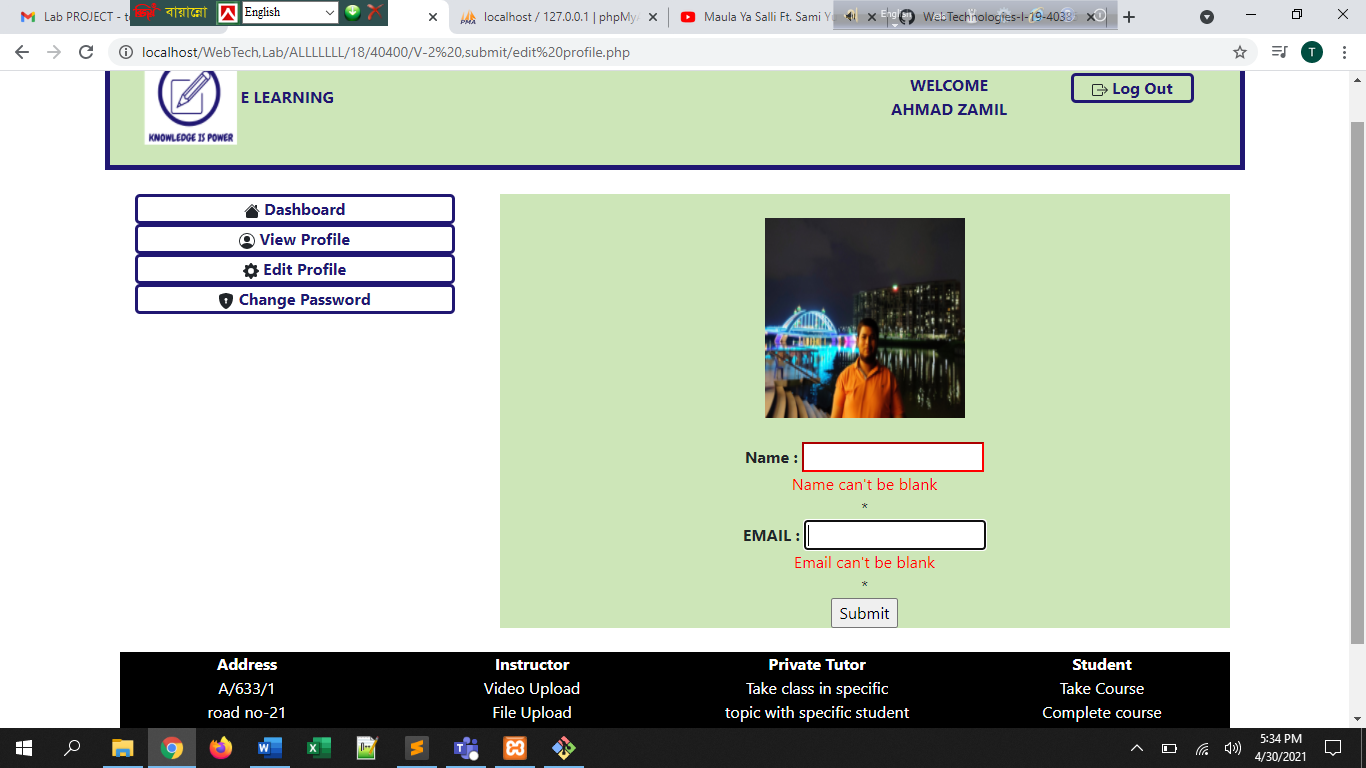 Lab PROJECT - t
বায়ান্নো
English
localhost / 127.0.0.1 | phpMyA
Maula Ya Salli Ft. Sami Yu
English
WebTechnologies-I-19-4038
localhost/WebTech,Lab/ALLLLLLL/18/40400/V-2%20,submit/edit%20profile.php
T
KNOWLEDGE IS POWER
E LEARNING
WELCOME
AHMAD ZAMIL
Log Out
Dashboard
View Profile
Edit Profile
Change Password
Name :
Name can't be blank
*
EMAIL :
Email can't be blank
*
Submit
Address
A/633/1
road no-21
Instructor
Video Upload
File Upload
Private Tutor
Take class in specific
topic with specific student
Student
Take Course
Complete course
5:34 PM
4/30/2021